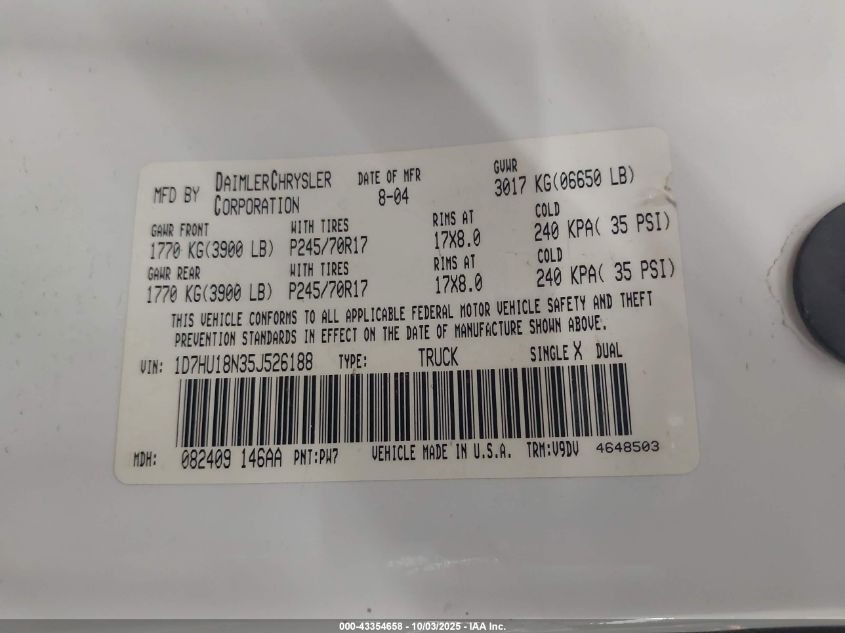 MFD BY DAIMLERCHRYSLER CORPORATION DATE OF MFR 8-04 GVWR 3017 KG(06650 LB)
GAWR FRONT WITH TIRES RIMS AT COLD
1770 KG(3900 LB) P245/70R17 17X8.0 240 KPA( 35 PSI)
GAWR REAR WITH TIRES RIMS AT COLD
1770 KG(3900 LB) P245/70R17 17X8.0 240 KPA( 35 PSI)
THIS VEHICLE CONFORMS TO ALL APPLICABLE FEDERAL MOTOR VEHICLE SAFETY AND THEFT
PREVENTION STANDARDS IN EFFECT ON THE DATE OF MANUFACTURE SHOWN ABOVE.
VIN: 1D7HU18N35J526188 TYPE: TRUCK SINGLE X DUAL
MDH: 082409 146AA PNT:PW7 VEHICLE MADE IN U.S.A. TRM:V9DV 4648503
000-43354658 - 10/03/2025 - IAA Inc.